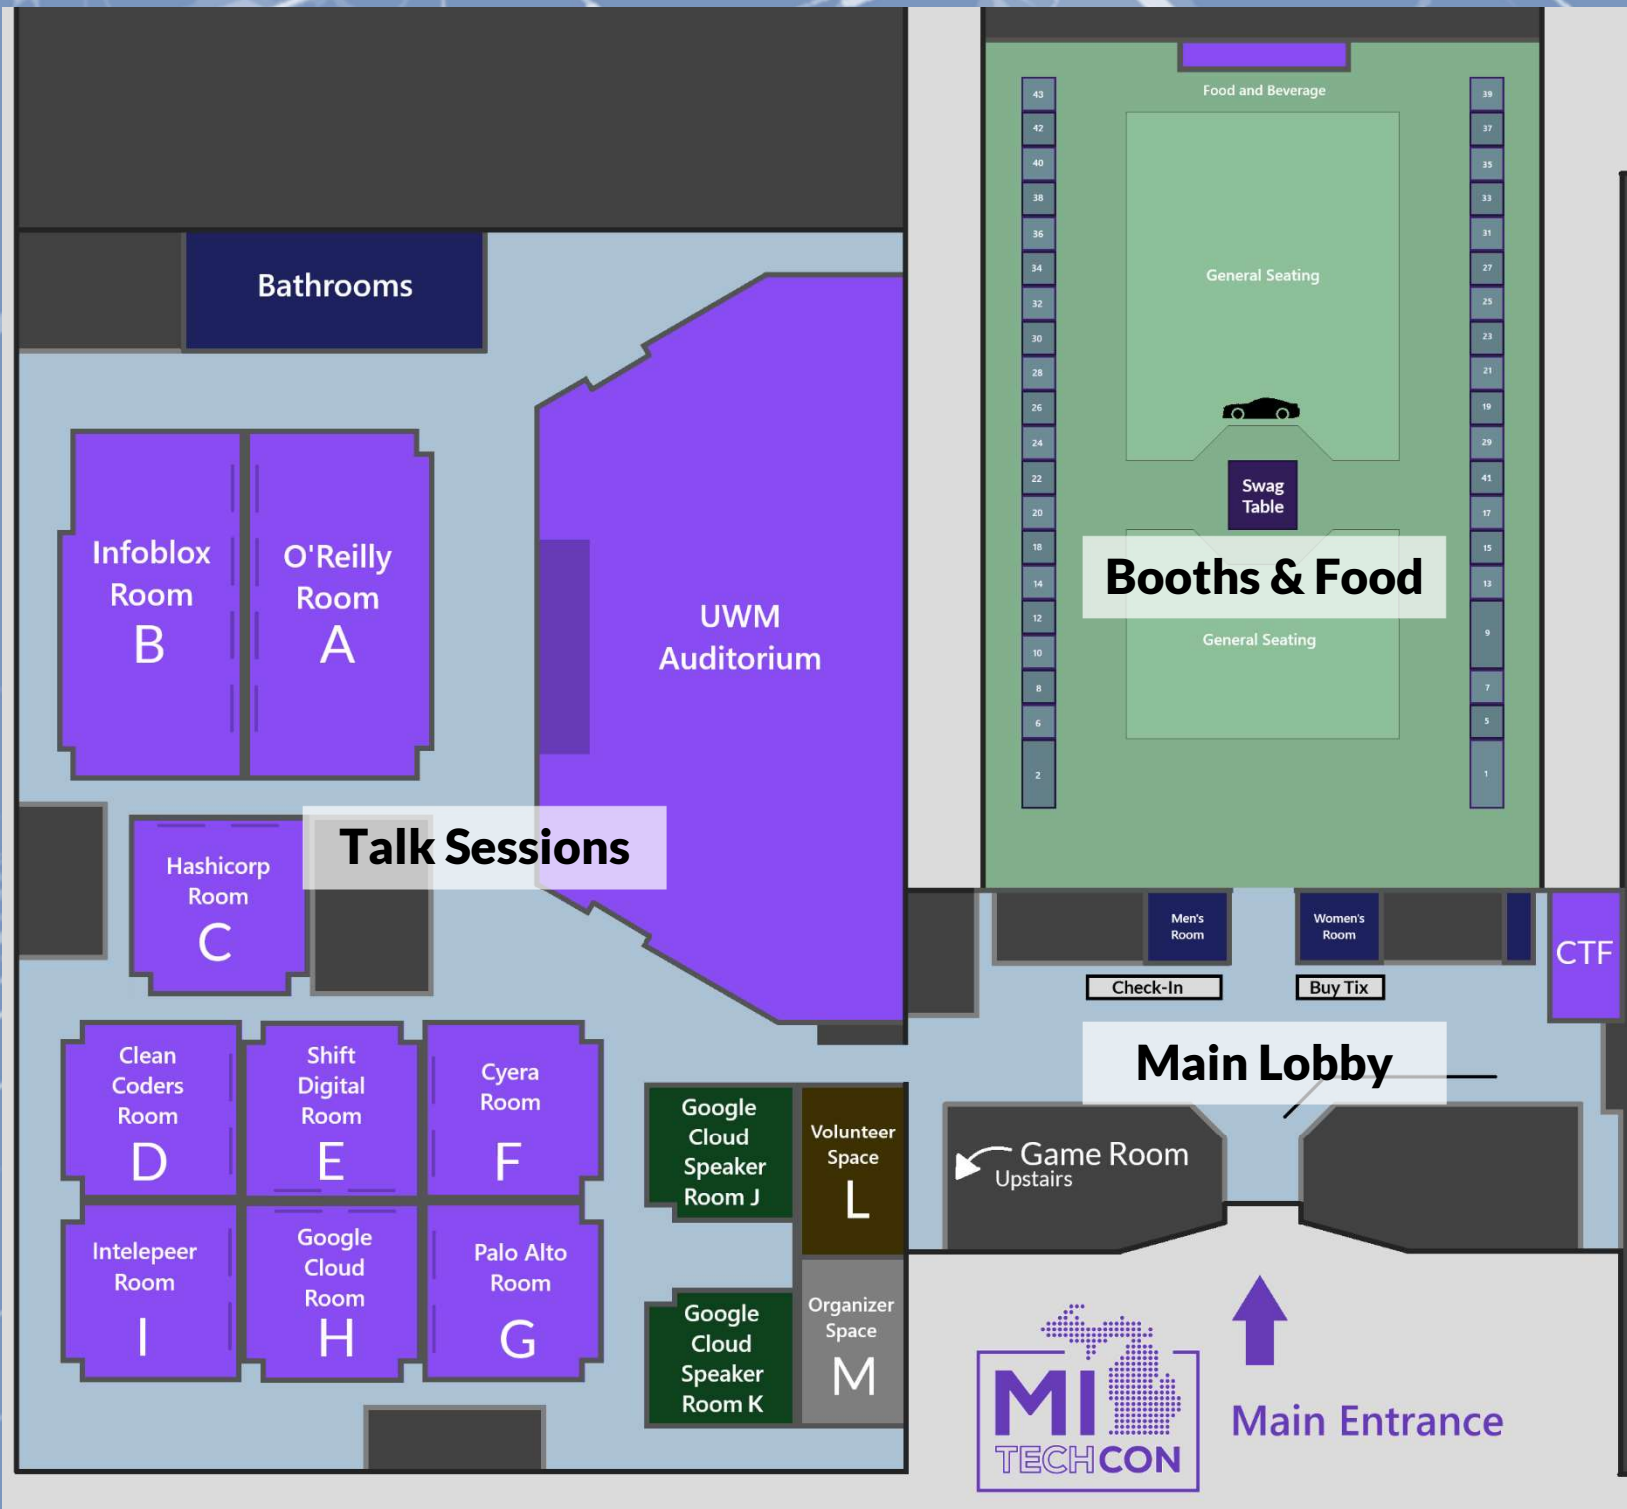 Bathrooms
Infoblox
Room
B
O'Reilly
Room
A
UWM
Auditorium
Talk Sessions
Hashicorp
Room
C
Clean
Coders
Room
D
Shift
Digital
Room
E
Cyera
Room
F
Intelepeer
Room
I
Google
Cloud
Room
H
Palo Alto
Room
G
Google
Cloud
Speaker
Room J
Volunteer
Space
L
Google
Cloud
Speaker
Room K
Organizer
Space
M
Food and Beverage
43
42
40
38
36
34
32
30
28
26
24
22
20
18
14
12
10
8
6
2
General Seating
Swag
Table
Booths & Food
General Seating
39
37
35
33
31
27
25
23
21
19
29
41
17
15
13
9
7
5
1
Men's
Room
Women's
Room
CTF
Check-In
Buy Tix
Main Lobby
Game Room
Upstairs
MI
TECHCON
Main Entrance